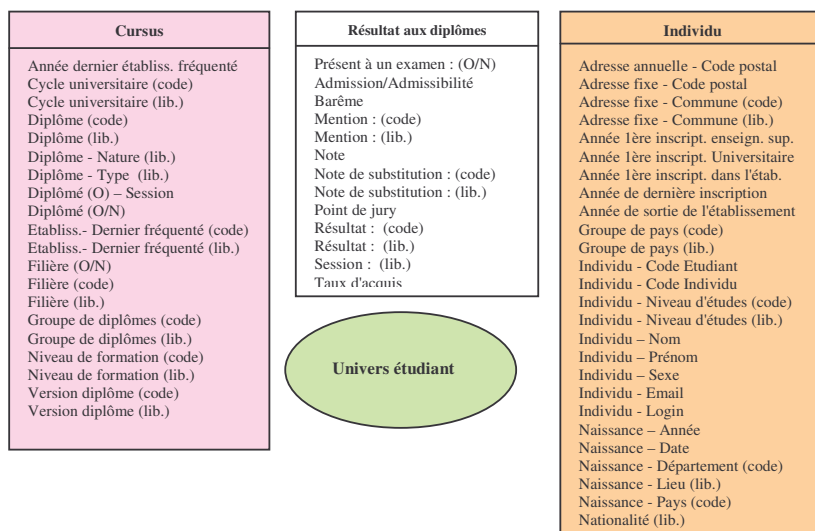 Cursus
Année dernier établiss. fréquenté
Cycle universitaire (code)
Cycle universitaire (lib.)
Diplôme (code)
Diplôme (lib.)
Diplôme - Nature (lib.)
Diplôme - Type (lib.)
Diplômé (O) – Session
Diplômé (O/N)
Etabliss.- Dernier fréquenté (code)
Etabliss.- Dernier fréquenté (lib.)
Filière (O/N)
Filière (code)
Filière (lib.)
Groupe de diplômes (code)
Groupe de diplômes (lib.)
Niveau de formation (code)
Niveau de formation (lib.)
Version diplôme (code)
Version diplôme (lib.)
Résultat aux diplômes
Présent à un examen : (O/N)
Admission/Admissibilité
Barême
Mention : (code)
Mention : (lib.)
Note
Note de substitution : (code)
Note de substitution : (lib.)
Point de jury
Résultat : (code)
Résultat : (lib.)
Session : (lib.)
Taux d'acquis
Univers étudiant
Individu
Adresse annuelle - Code postal
Adresse fixe - Code postal
Adresse fixe - Commune (code)
Adresse fixe - Commune (lib.)
Année 1ère inscript. enseign. sup.
Année 1ère inscript. Universitaire
Année 1ère inscript. dans l'étab.
Année de dernière inscription
Année de sortie de l'établissement
Groupe de pays (code)
Groupe de pays (lib.)
Individu - Code Etudiant
Individu - Code Individu
Individu - Niveau d'études (code)
Individu - Niveau d'études (lib.)
Individu – Nom
Individu – Prénom
Individu – Sexe
Individu - Email
Individu - Login
Naissance – Année
Naissance – Date
Naissance - Département (code)
Naissance - Lieu (lib.)
Naissance - Pays (code)
Nationalité (lib.)